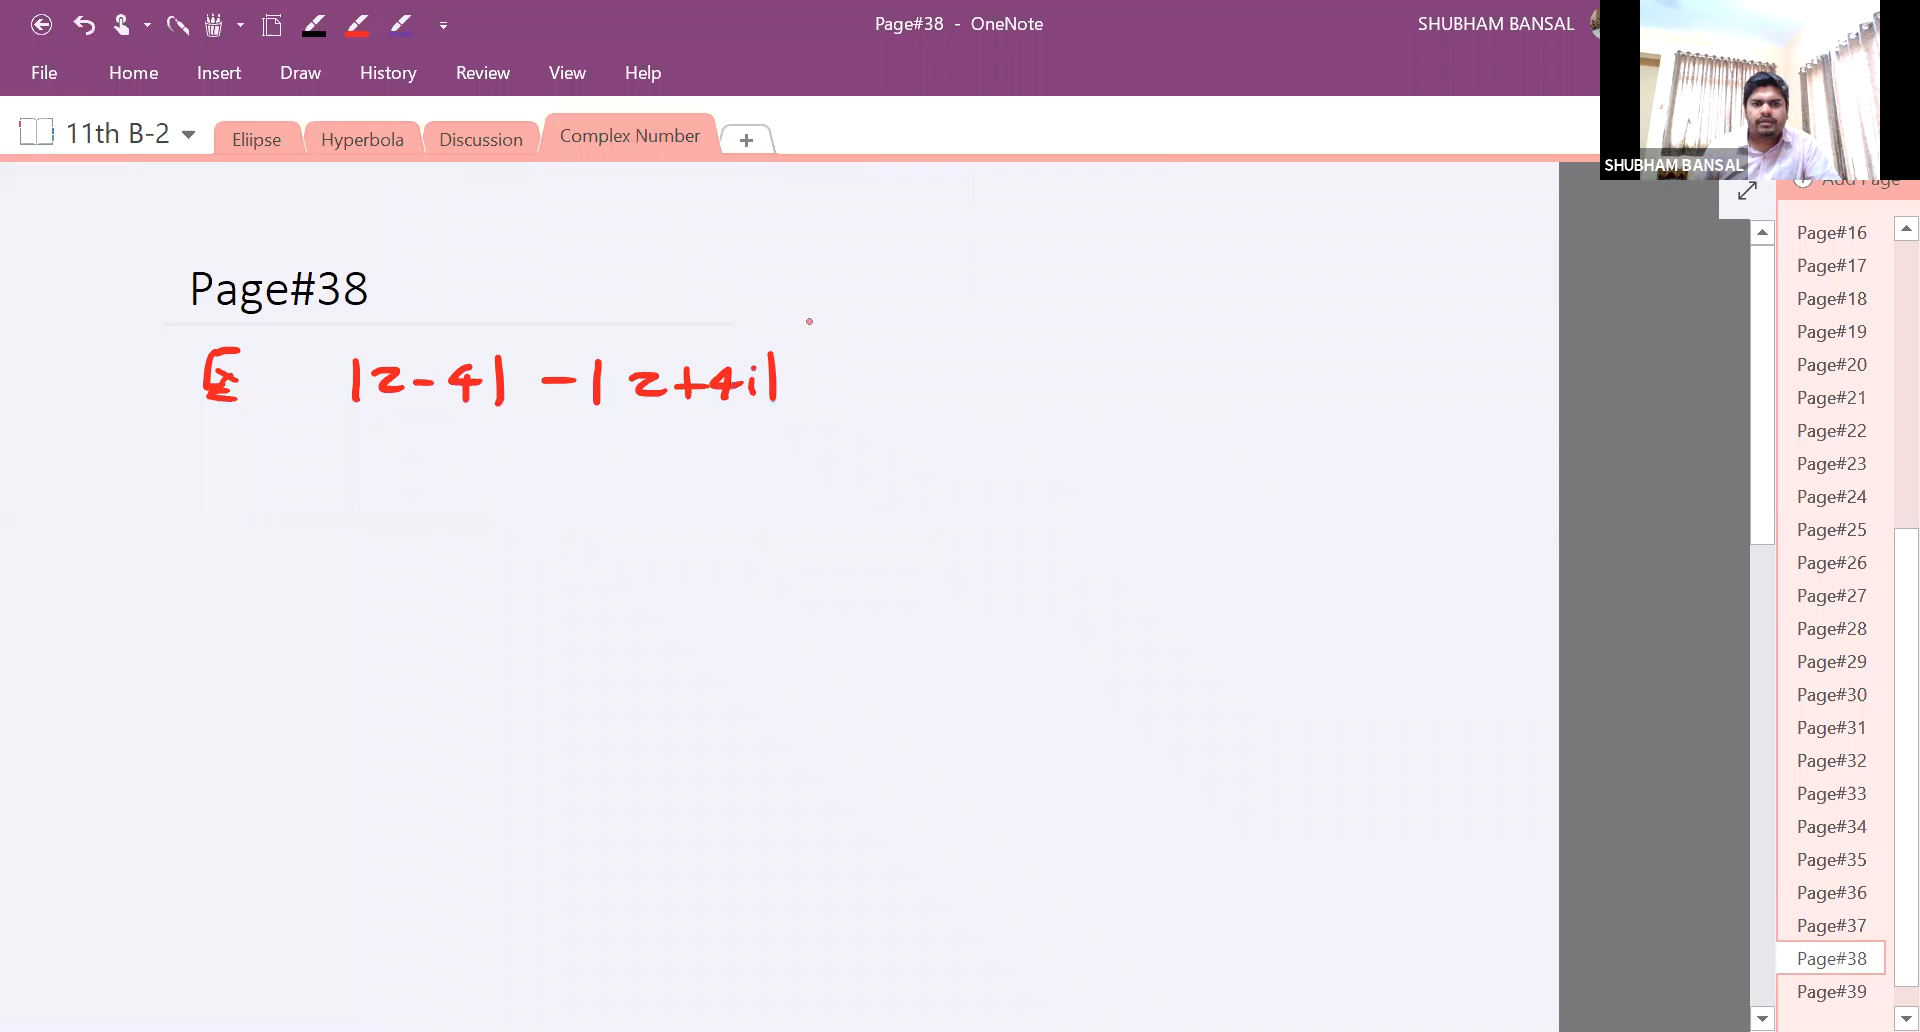 Page#38 - OneNote
SHUBHAM BANSAL
File Home Insert Draw History Review View Help
SHUBHAM BANSAL
11th B-2
Eliipse
Hyperbola
Discussion
Complex Number
+
Add Page
Page#38
Ex |z-4| - |z+4i|
Page#16
Page#17
Page#18
Page#19
Page#20
Page#21
Page#22
Page#23
Page#24
Page#25
Page#26
Page#27
Page#28
Page#29
Page#30
Page#31
Page#32
Page#33
Page#34
Page#35
Page#36
Page#37
Page#38
Page#39